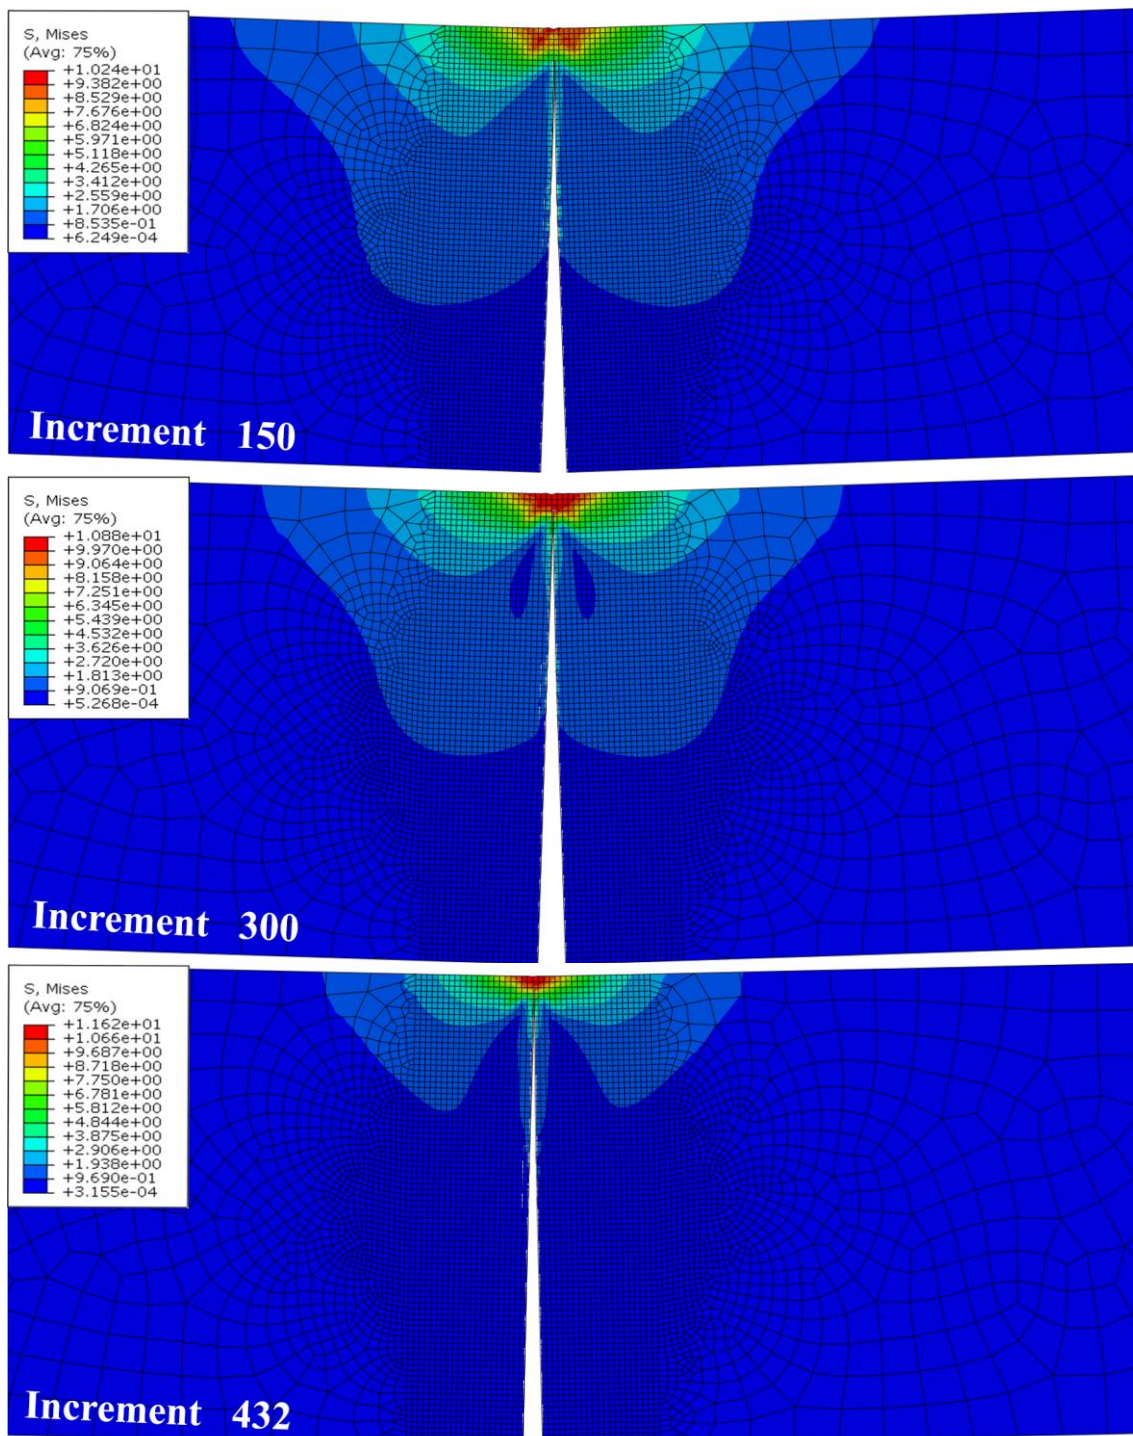 S, Mises
(Avg: 75%)
+1.024e+01
+9.382e+00
+8.529e+00
+7.676e+00
+6.824e+00
+5.971e+00
+5.118e+00
+4.265e+00
+3.412e+00
+2.559e+00
+1.706e+00
+8.535e-01
+6.249e-04
Increment 150
S, Mises
(Avg: 75%)
+1.088e+01
+9.970e+00
+9.064e+00
+8.158e+00
+7.251e+00
+6.345e+00
+5.439e+00
+4.532e+00
+3.626e+00
+2.720e+00
+1.813e+00
+9.069e-01
+5.268e-04
Increment 300
S, Mises
(Avg: 75%)
+1.162e+01
+1.066e+01
+9.687e+00
+8.718e+00
+7.750e+00
+6.781e+00
+5.812e+00
+4.844e+00
+3.875e+00
+2.906e+00
+1.938e+00
+9.690e-01
+3.155e-04
Increment 432